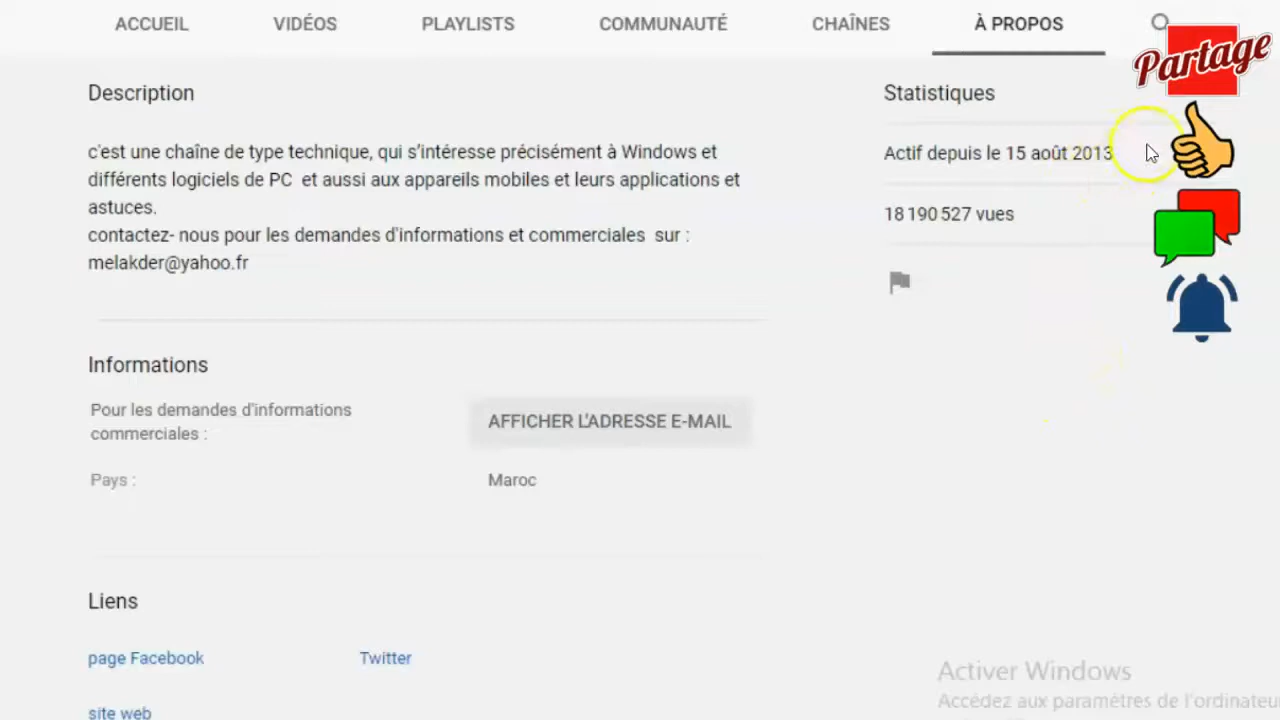 ACCUEIL VIDÉOS PLAYLISTS COMMUNAUTÉ CHAÎNES À PROPOS
Partage
Description
c'est une chaîne de type technique, qui s'intéresse précisément à Windows et
différents logiciels de PC et aussi aux appareils mobiles et leurs applications et
astuces.
contactez- nous pour les demandes d'informations et commerciales sur :
melakder@yahoo.fr
Statistiques
Actif depuis le 15 août 2013
18 190 527 vues
Informations
Pour les demandes d'informations
commerciales :
AFFICHER L'ADRESSE E-MAIL
Pays :
Maroc
Liens
page Facebook
Twitter
site web
Activer Windows
Accédez aux paramètres de l'ordinateu